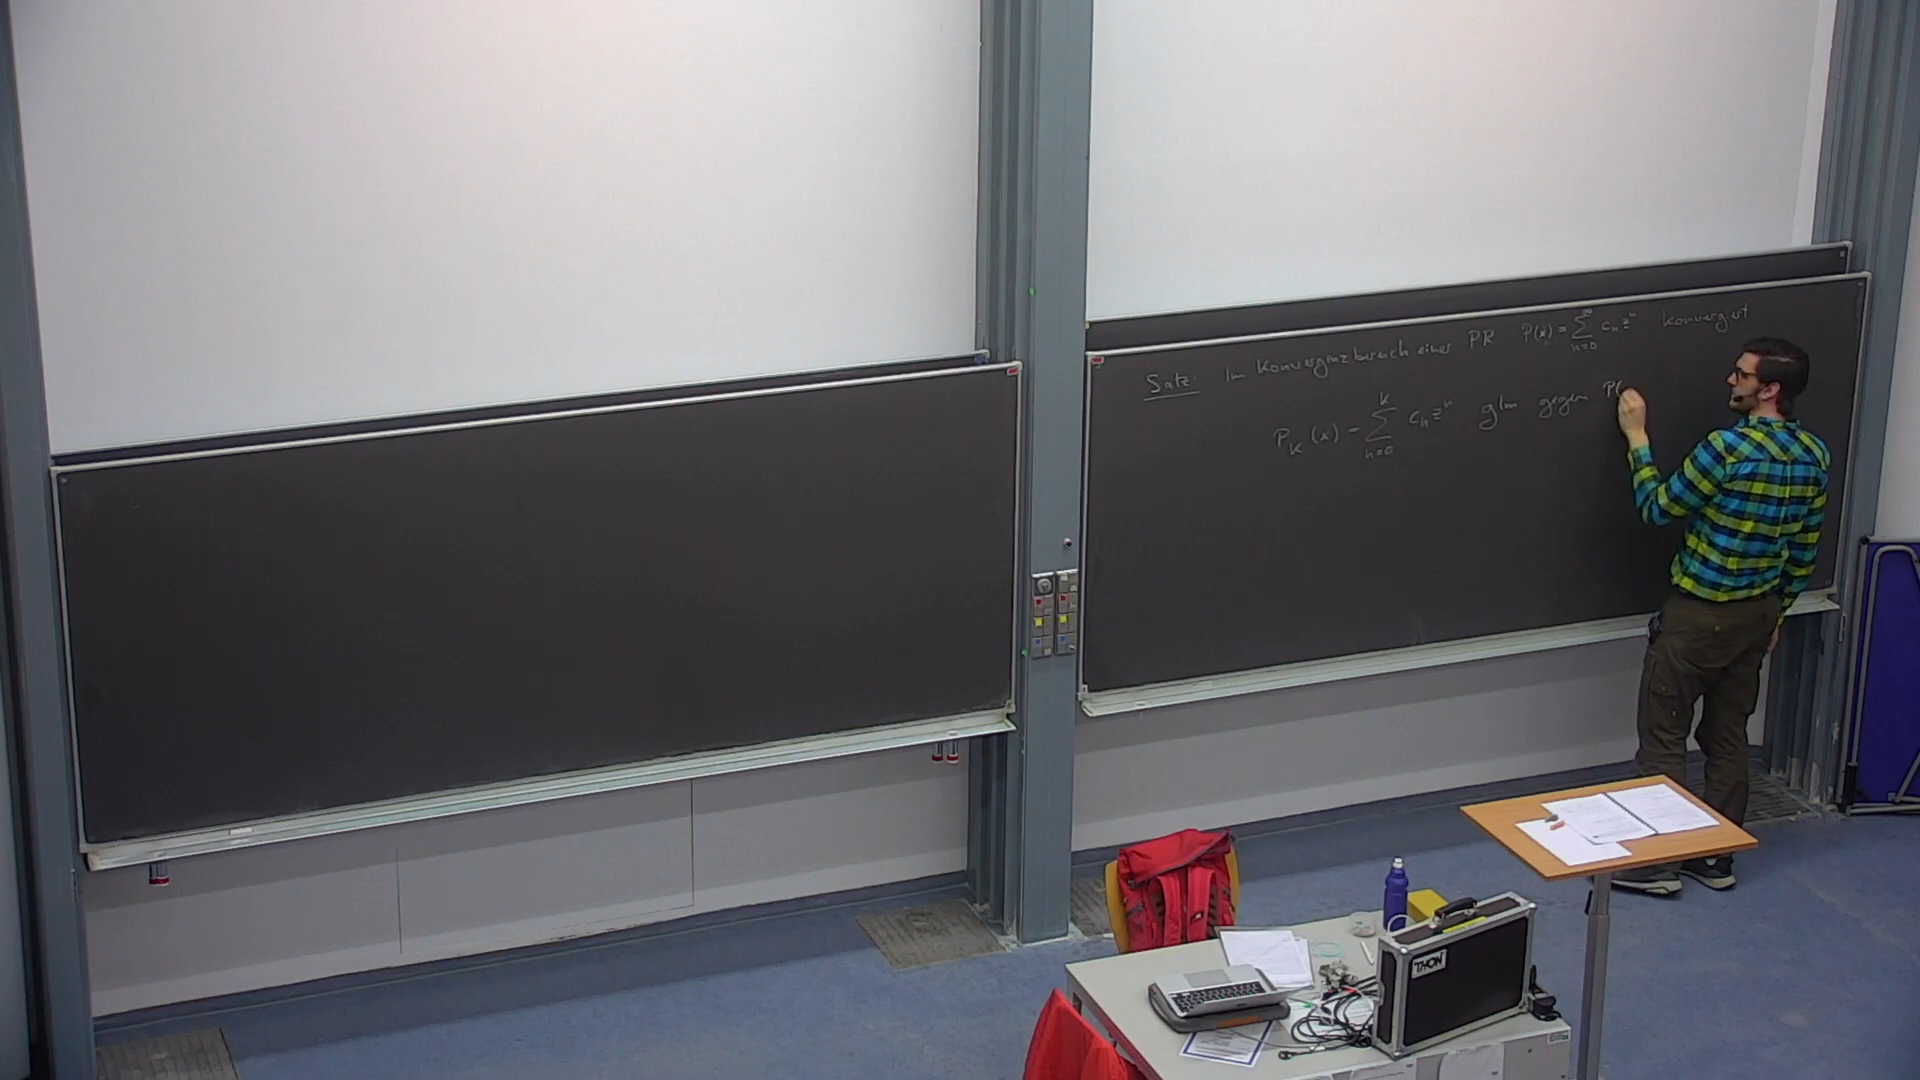 Satz: Im Konvergenzbereich einer PR P(x) = ∑_{n=0}^{∞} c_n z^n konvergiert
P_K(x) = ∑_{n=0}^{K} c_n z^n glm gegen P(
THON